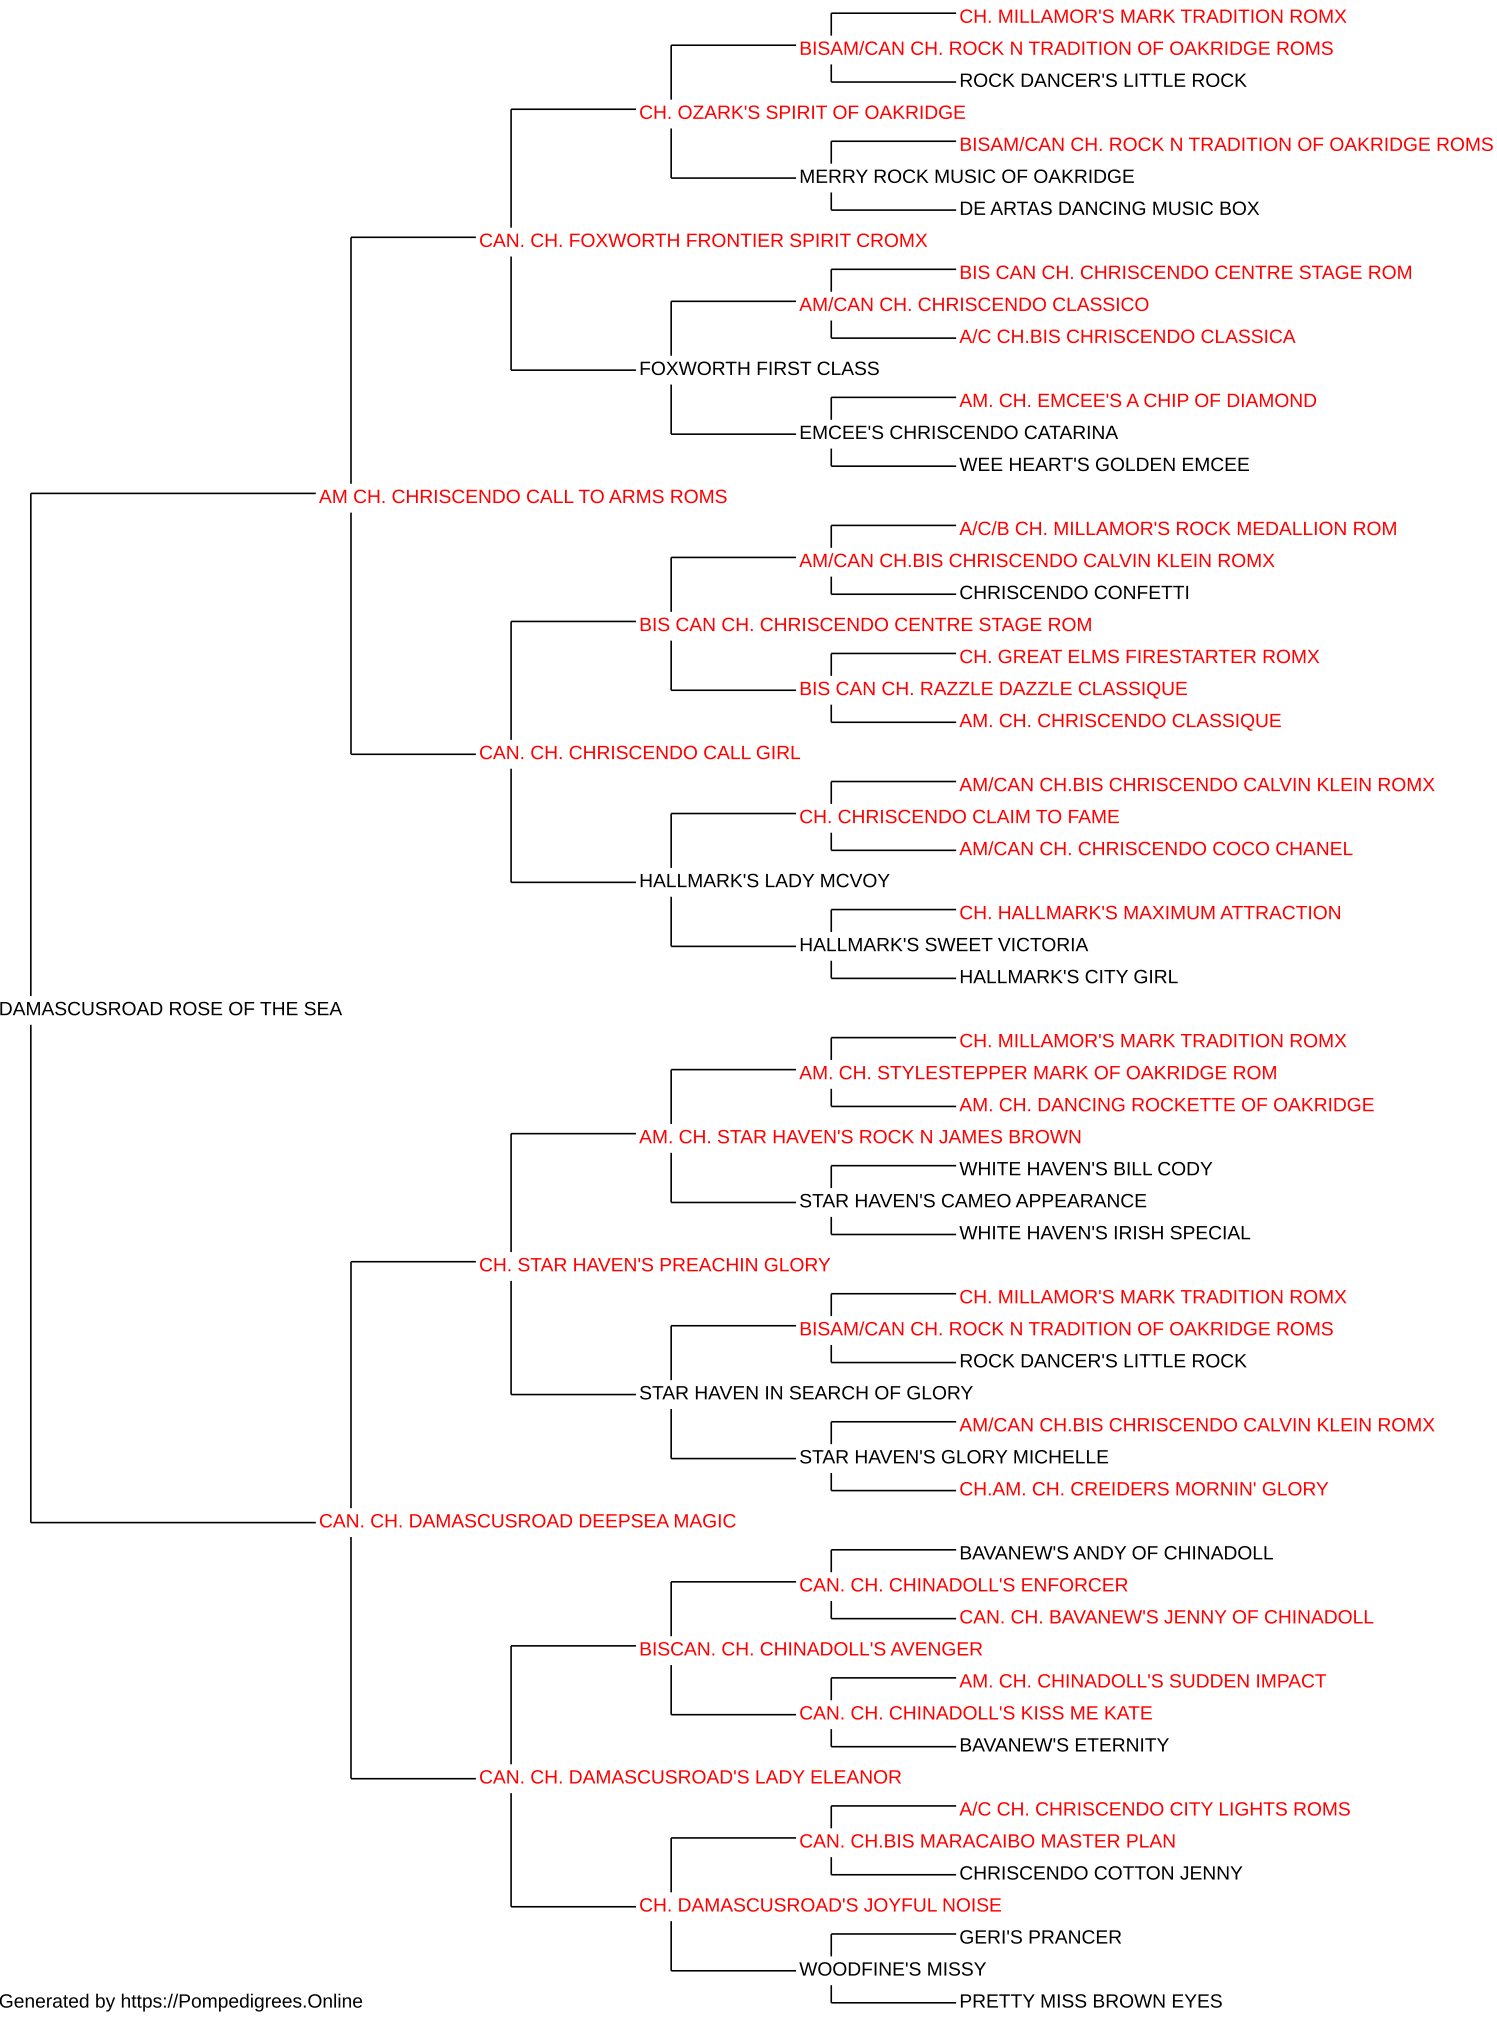 CH. MILLAMOR'S MARK TRADITION ROMX
BISAM/CAN CH. ROCK N TRADITION OF OAKRIDGE ROMS
ROCK DANCER'S LITTLE ROCK
CH. OZARK'S SPIRIT OF OAKRIDGE
BISAM/CAN CH. ROCK N TRADITION OF OAKRIDGE ROMS
MERRY ROCK MUSIC OF OAKRIDGE
DE ARTAS DANCING MUSIC BOX
CAN. CH. FOXWORTH FRONTIER SPIRIT CROMX
BIS CAN CH. CHRISCENDO CENTRE STAGE ROM
AM/CAN CH. CHRISCENDO CLASSICO
A/C CH.BIS CHRISCENDO CLASSICA
FOXWORTH FIRST CLASS
AM. CH. EMCEE'S A CHIP OF DIAMOND
EMCEE'S CHRISCENDO CATARINA
WEE HEART'S GOLDEN EMCEE
AM CH. CHRISCENDO CALL TO ARMS ROMS
A/C/B CH. MILLAMOR'S ROCK MEDALLION ROM
AM/CAN CH.BIS CHRISCENDO CALVIN KLEIN ROMX
CHRISCENDO CONFETTI
BIS CAN CH. CHRISCENDO CENTRE STAGE ROM
CH. GREAT ELMS FIRESTARTER ROMX
BIS CAN CH. RAZZLE DAZZLE CLASSIQUE
AM. CH. CHRISCENDO CLASSIQUE
CAN. CH. CHRISCENDO CALL GIRL
AM/CAN CH.BIS CHRISCENDO CALVIN KLEIN ROMX
CH. CHRISCENDO CLAIM TO FAME
AM/CAN CH. CHRISCENDO COCO CHANEL
HALLMARK'S LADY MCVOY
CH. HALLMARK'S MAXIMUM ATTRACTION
HALLMARK'S SWEET VICTORIA
HALLMARK'S CITY GIRL
DAMASCUSROAD ROSE OF THE SEA
CH. MILLAMOR'S MARK TRADITION ROMX
AM. CH. STYLESTEPPER MARK OF OAKRIDGE ROM
AM. CH. DANCING ROCKETTE OF OAKRIDGE
AM. CH. STAR HAVEN'S ROCK N JAMES BROWN
WHITE HAVEN'S BILL CODY
STAR HAVEN'S CAMEO APPEARANCE
WHITE HAVEN'S IRISH SPECIAL
CH. STAR HAVEN'S PREACHIN GLORY
CH. MILLAMOR'S MARK TRADITION ROMX
BISAM/CAN CH. ROCK N TRADITION OF OAKRIDGE ROMS
ROCK DANCER'S LITTLE ROCK
STAR HAVEN IN SEARCH OF GLORY
AM/CAN CH.BIS CHRISCENDO CALVIN KLEIN ROMX
STAR HAVEN'S GLORY MICHELLE
CH.AM. CH. CREIDERS MORNIN' GLORY
CAN. CH. DAMASCUSROAD DEEPSEA MAGIC
BAVANEW'S ANDY OF CHINADOLL
CAN. CH. CHINADOLL'S ENFORCER
CAN. CH. BAVANEW'S JENNY OF CHINADOLL
BISCAN. CH. CHINADOLL'S AVENGER
AM. CH. CHINADOLL'S SUDDEN IMPACT
CAN. CH. CHINADOLL'S KISS ME KATE
BAVANEW'S ETERNITY
CAN. CH. DAMASCUSROAD'S LADY ELEANOR
A/C CH. CHRISCENDO CITY LIGHTS ROMS
CAN. CH.BIS MARACAIBO MASTER PLAN
CHRISCENDO COTTON JENNY
CH. DAMASCUSROAD'S JOYFUL NOISE
GERI'S PRANCER
WOODFINE'S MISSY
PRETTY MISS BROWN EYES
Generated by https://Pompedigrees.Online